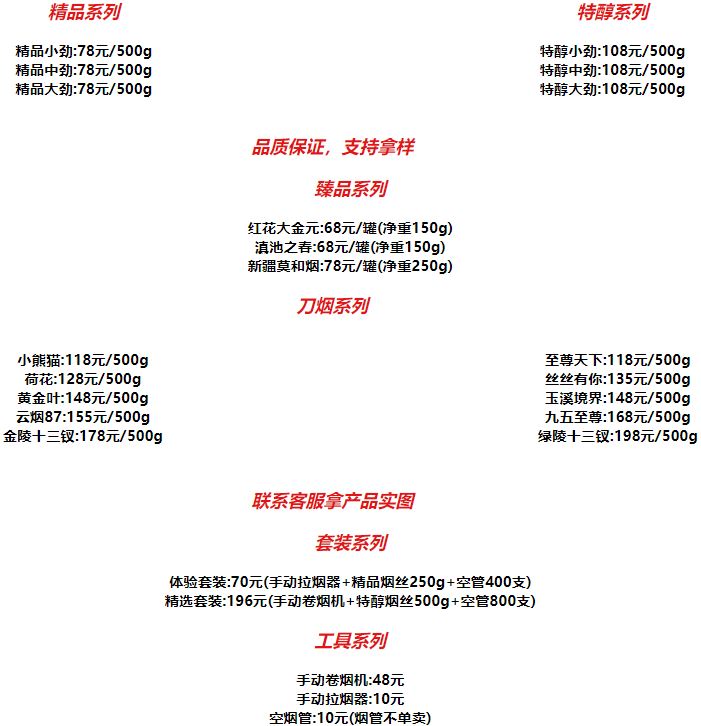 精品系列
精品小劲:78元/500g
精品中劲:78元/500g
精品大劲:78元/500g
特醇系列
特醇小劲:108元/500g
特醇中劲:108元/500g
特醇大劲:108元/500g
品质保证，支持拿样
臻品系列
红花大金元:68元/罐(净重150g)
滇池之春:68元/罐(净重150g)
新疆莫和烟:78元/罐(净重250g)
刀烟系列
小熊猫:118元/500g
荷花:128元/500g
黄金叶:148元/500g
云烟87:155元/500g
金陵十三钗:178元/500g
至尊天下:118元/500g
丝丝有你:135元/500g
玉溪境界:148元/500g
九五至尊:168元/500g
绿陵十三钗:198元/500g
联系客服拿产品实图
套装系列
体验套装:70元(手动拉烟器+精品烟丝250g+空管400支)
精选套装:196元(手动卷烟机+特醇烟丝500g+空管800支)
工具系列
手动卷烟机:48元
手动拉烟器:10元
空烟管:10元(烟管不单卖)